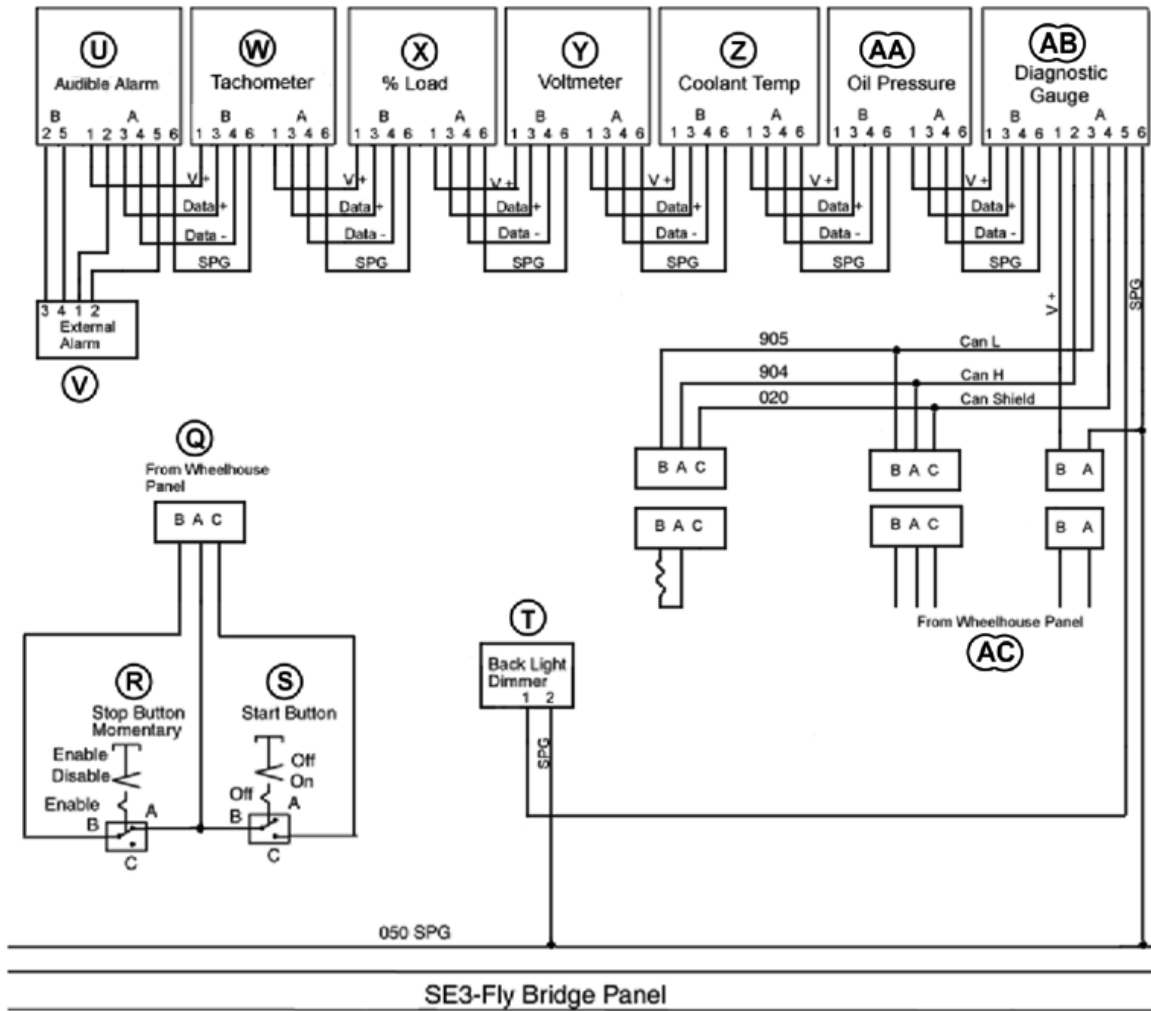 U W X Y Z AA AB
Audible Alarm Tachometer % Load Voltmeter Coolant Temp Oil Pressure Diagnostic
Gauge
B A B A B A B A B A B A B A
2 5 1 2 3 4 5 6 1 3 4 6 1 3 4 6 1 3 4 6 1 3 4 6 1 3 4 6 1 3 4 6 1 3 4 6 1 3 4 6 1 3 4 6 1 3 4 6 1 3 4 6 1 2 3 4 5 6
V + V + V + V + V + V +
Data + Data + Data + Data + Data + Data +
Data - Data - Data - Data - Data - Data -
SPG SPG SPG SPG SPG SPG
V +
SPG
3 4 1 2
External
Alarm
V
905 Can L
904 Can H
020 Can Shield
B A C B A C B A
B A C B A C B A
From Wheelhouse Panel
AC
Q
From Wheelhouse
Panel
B A C
R
Stop Button
Momentary
Enable
Disable
Enable
A
B
C
S
Start Button
Off
On
Off
A
B
C
T
Back Light
Dimmer
1 2
SPG
050 SPG
SE3-Fly Bridge Panel